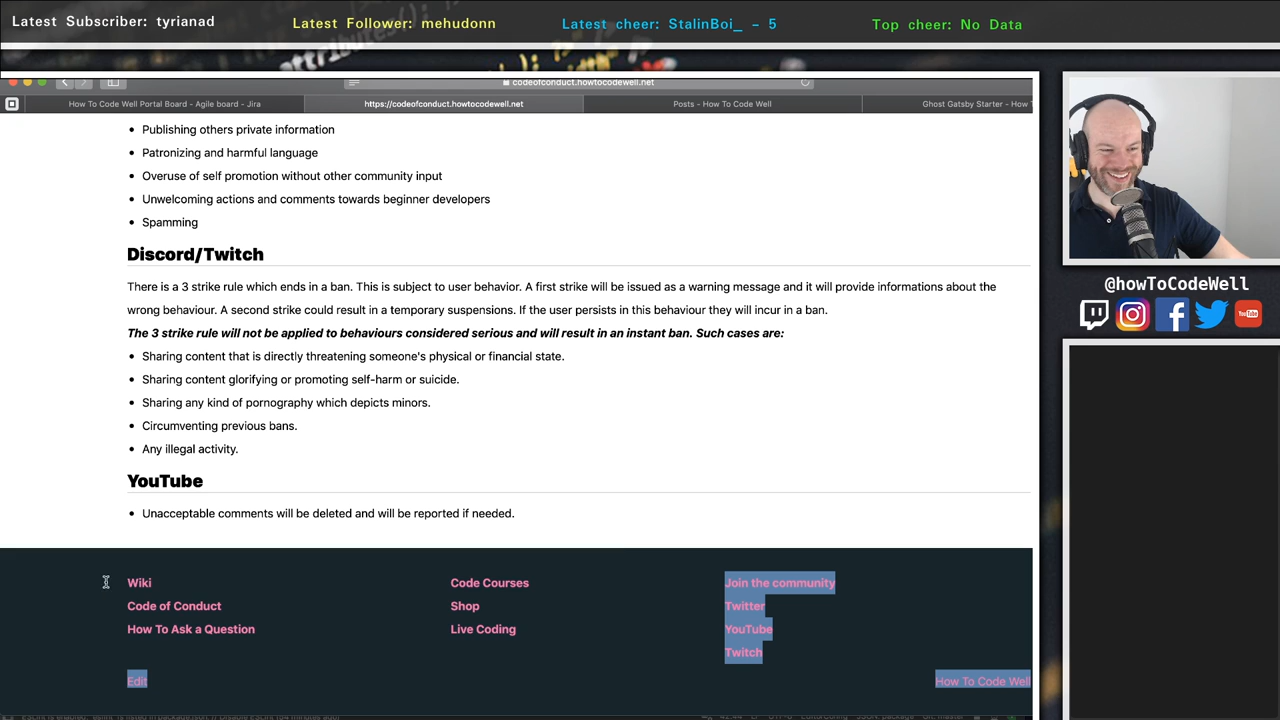 Latest Subscriber: tyrianad
Latest Follower: mehudonn
Latest cheer: StalinBoi_ - 5
Top cheer: No Data
attributes();
codeofconduct.howtocodewell.net
How To Code Well Portal Board - Agile board - Jira
https://codeofconduct.howtocodewell.net
Posts - How To Code Well
Ghost Gatsby Starter - How T
• Publishing others private information
• Patronizing and harmful language
• Overuse of self promotion without other community input
• Unwelcoming actions and comments towards beginner developers
• Spamming
Discord/Twitch
There is a 3 strike rule which ends in a ban. This is subject to user behavior. A first strike will be issued as a warning message and it will provide informations about the
wrong behaviour. A second strike could result in a temporary suspensions. If the user persists in this behaviour they will incur in a ban.
The 3 strike rule will not be applied to behaviours considered serious and will result in an instant ban. Such cases are:
• Sharing content that is directly threatening someone's physical or financial state.
• Sharing content glorifying or promoting self-harm or suicide.
• Sharing any kind of pornography which depicts minors.
• Circumventing previous bans.
• Any illegal activity.
YouTube
• Unacceptable comments will be deleted and will be reported if needed.
Wiki
Code of Conduct
How To Ask a Question
Code Courses
Shop
Live Coding
Join the community
Twitter
YouTube
Twitch
Edit
How To Code Well
@howToCodeWell
You
Tube